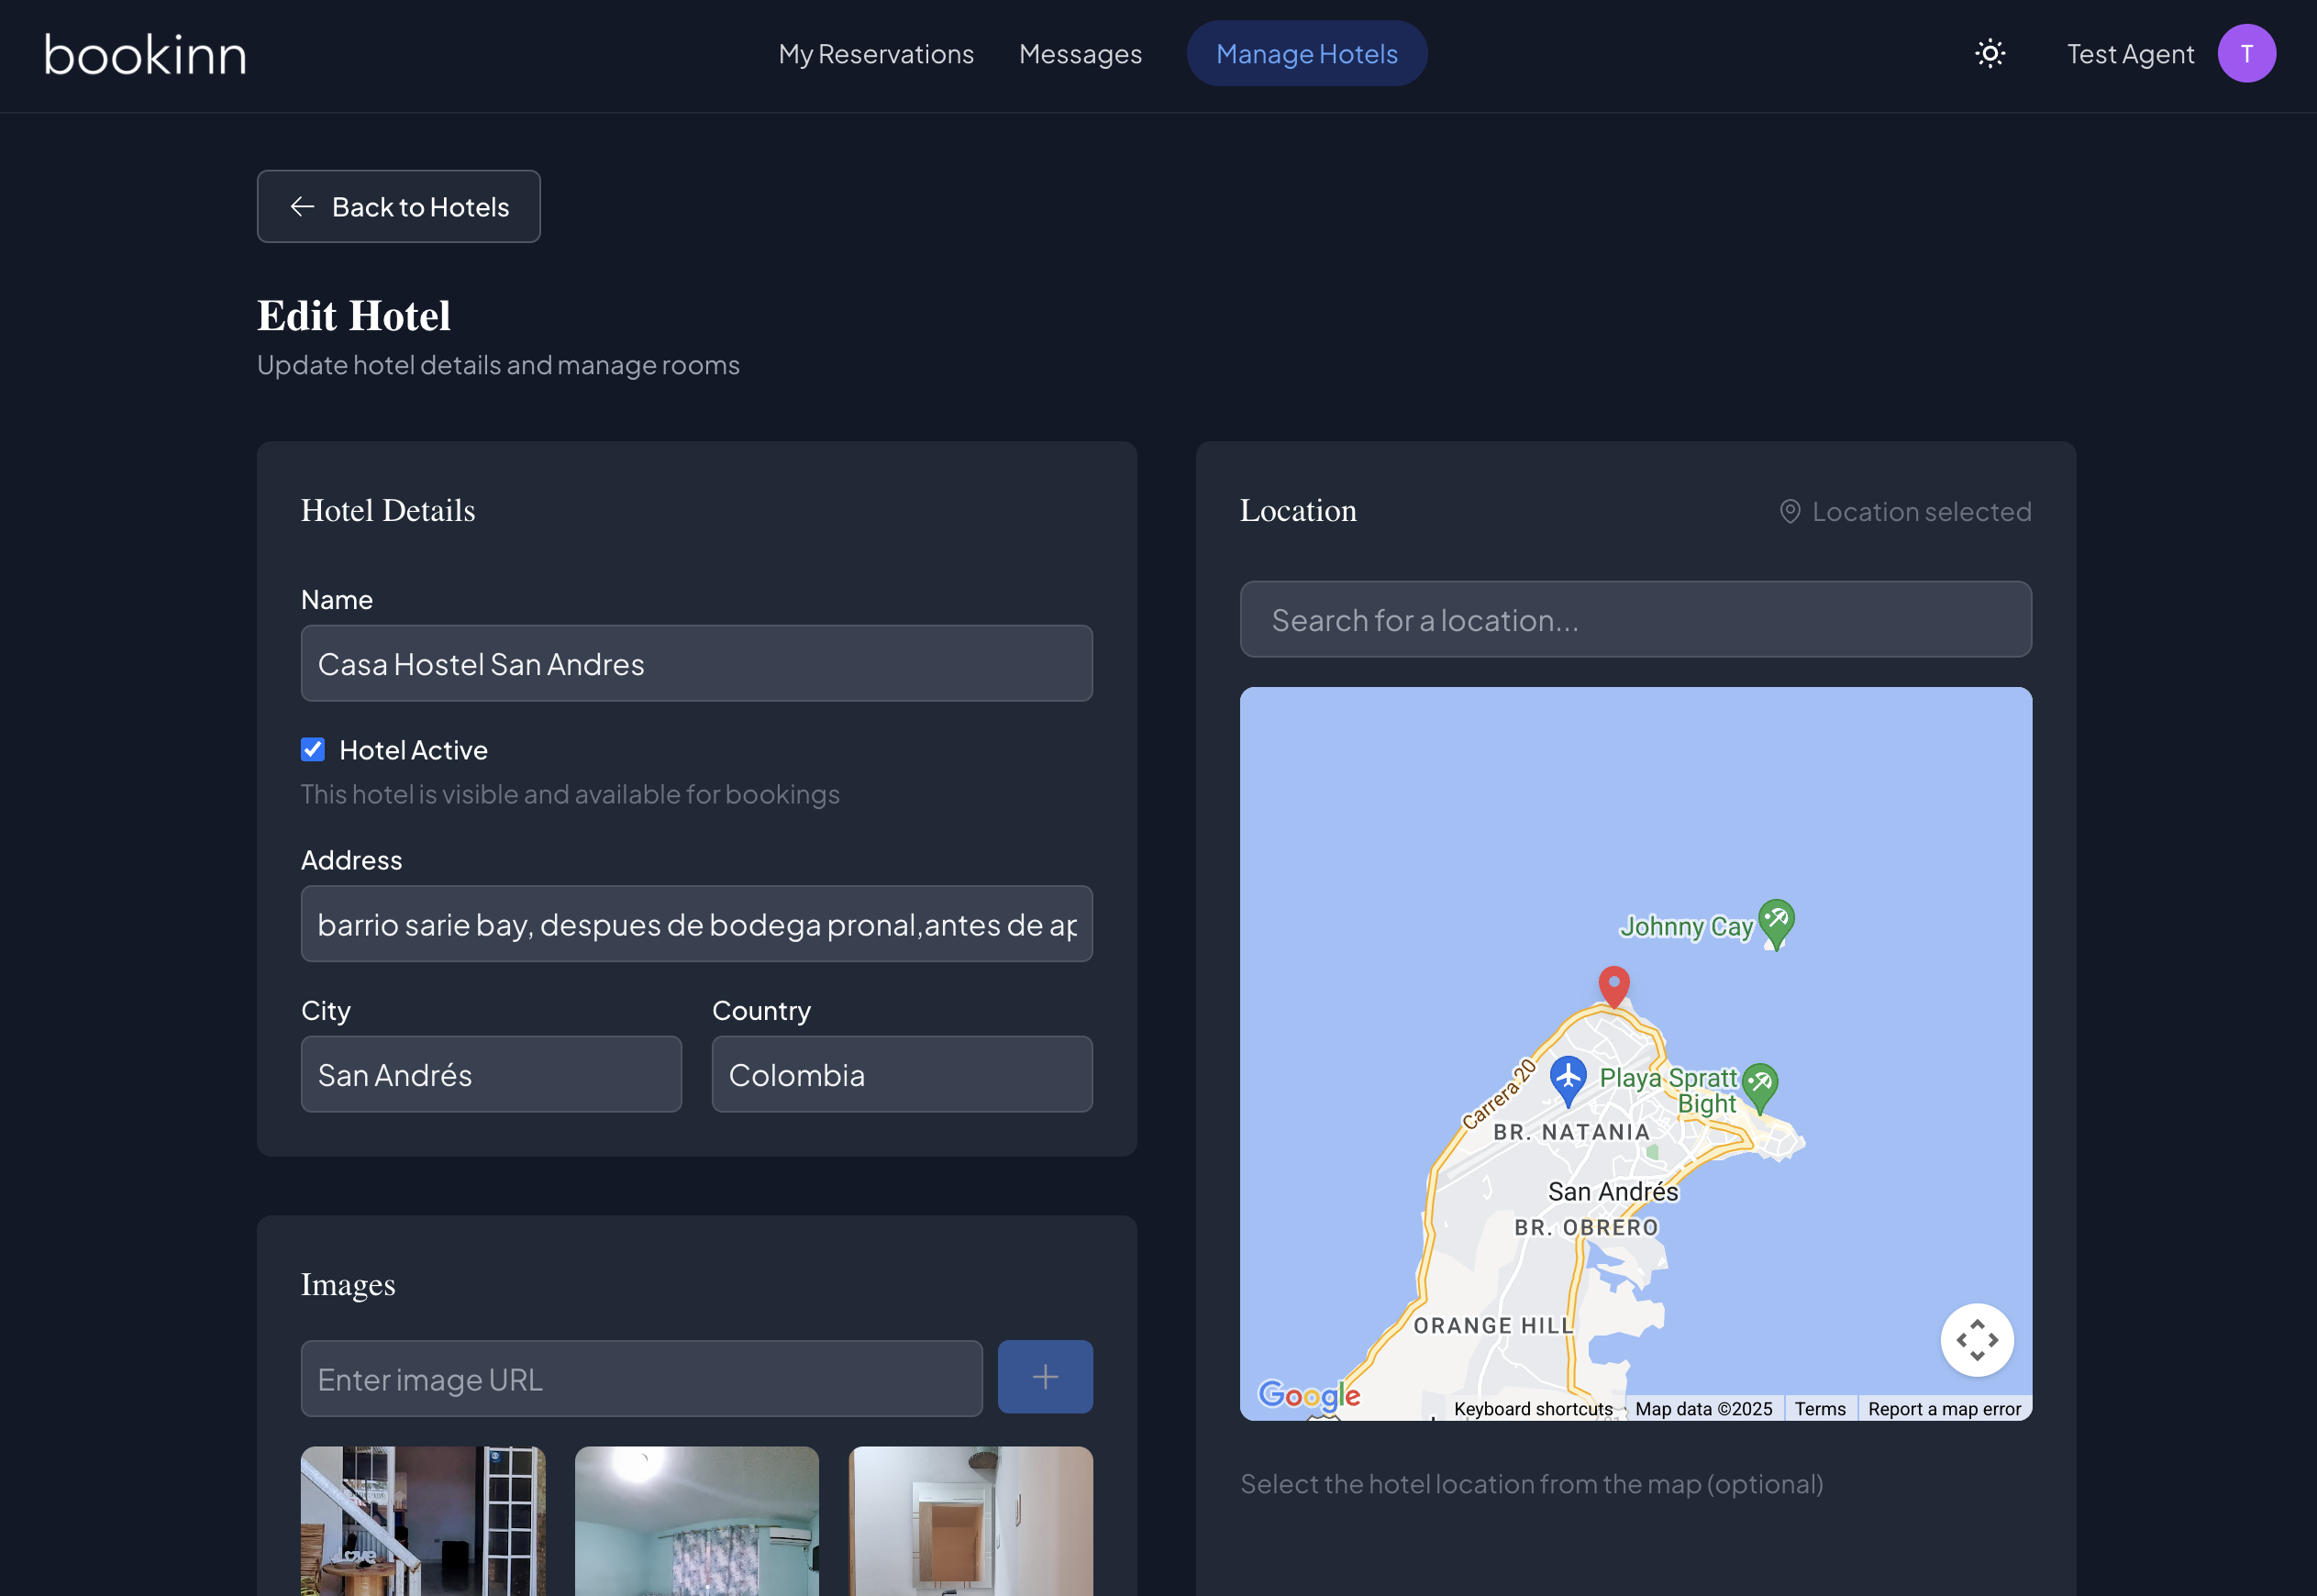 bookinn
My Reservations
Messages
Manage Hotels
Test Agent
T
Back to Hotels
Edit Hotel
Update hotel details and manage rooms
Hotel Details
Name
Casa Hostel San Andres
Hotel Active
This hotel is visible and available for bookings
Address
barrio sarie bay, despues de bodega pronal,antes de ap
City
Country
San Andrés
Colombia
Images
Enter image URL
LOVE
Location
Location selected
Search for a location...
Johnny Cay
Carrera 20
Playa Spratt
Bight
BR. NATANIA
San Andrés
BR. OBRERO
ORANGE HILL
Google
Keyboard shortcuts
Map data ©2025
Terms
Report a map error
Select the hotel location from the map (optional)